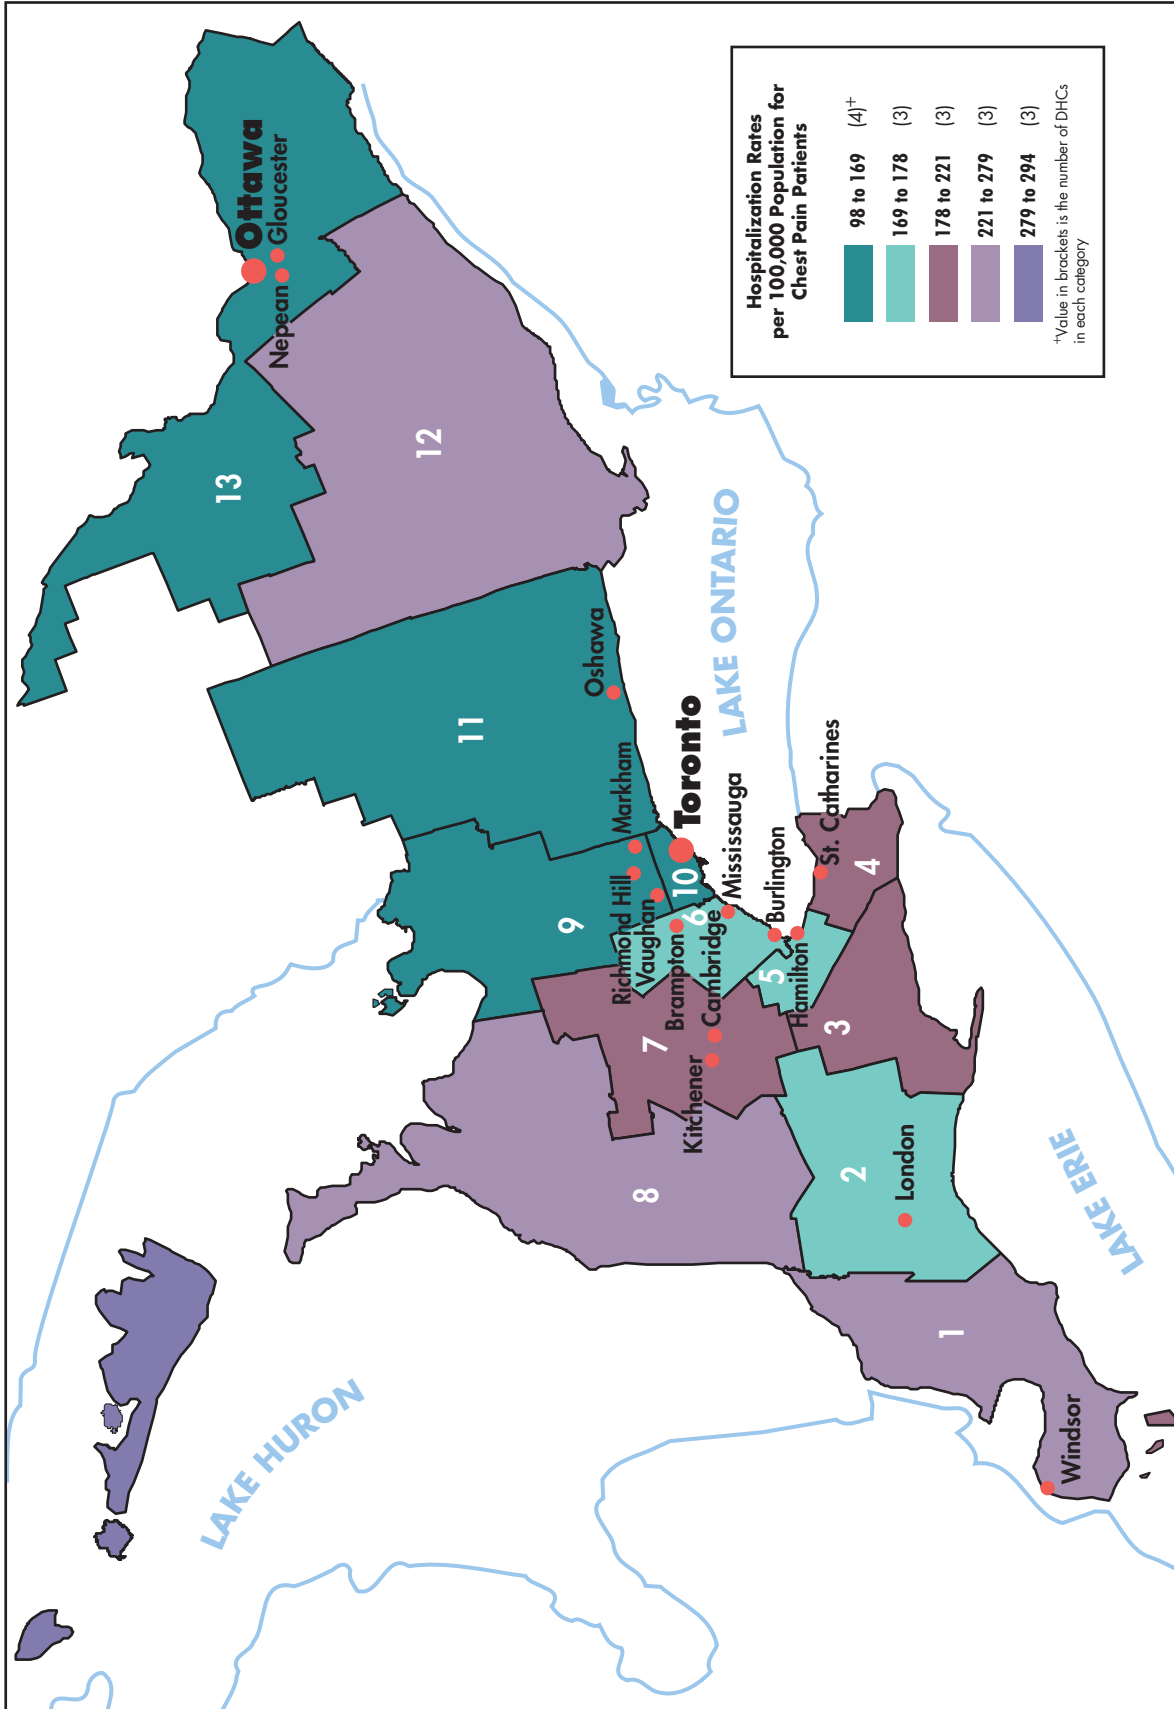 Ottawa
Gloucester
Nepean
13
12
11
Oshawa
Markham
Toronto
10
9
Richmond Hill
Vaughan
Brampton
6
Mississauga
Cambridge
Burlington
5
Hamilton
St. Catharines
4
3
7
Kitchener
8
2
London
1
Windsor
LAKE ONTARIO
LAKE ERIE
LAKE HURON
Hospitalization Rates
per 100,000 Population for
Chest Pain Patients
98 to 169 (4)+
169 to 178 (3)
178 to 221 (3)
221 to 279 (3)
279 to 294 (3)
+Value in brackets is the number of DHCs
in each category